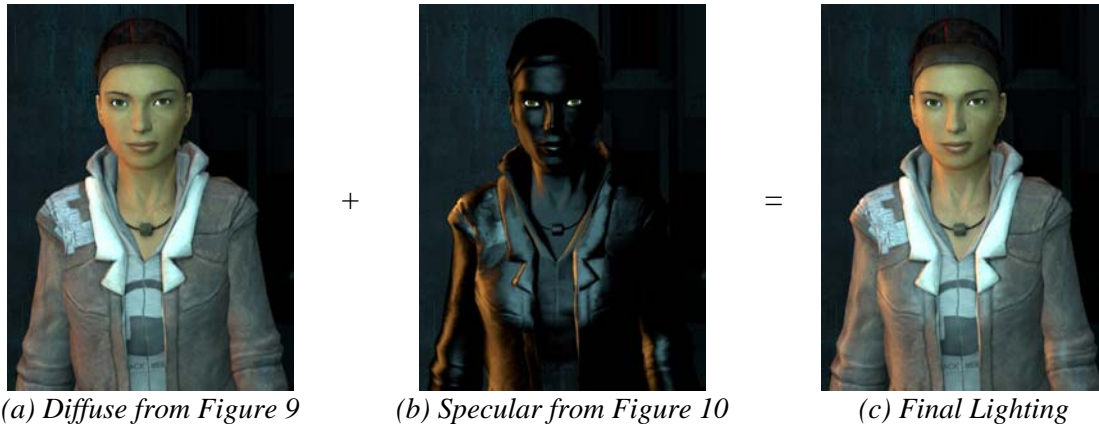 +
=
(a) Diffuse from Figure 9
(b) Specular from Figure 10
(c) Final Lighting